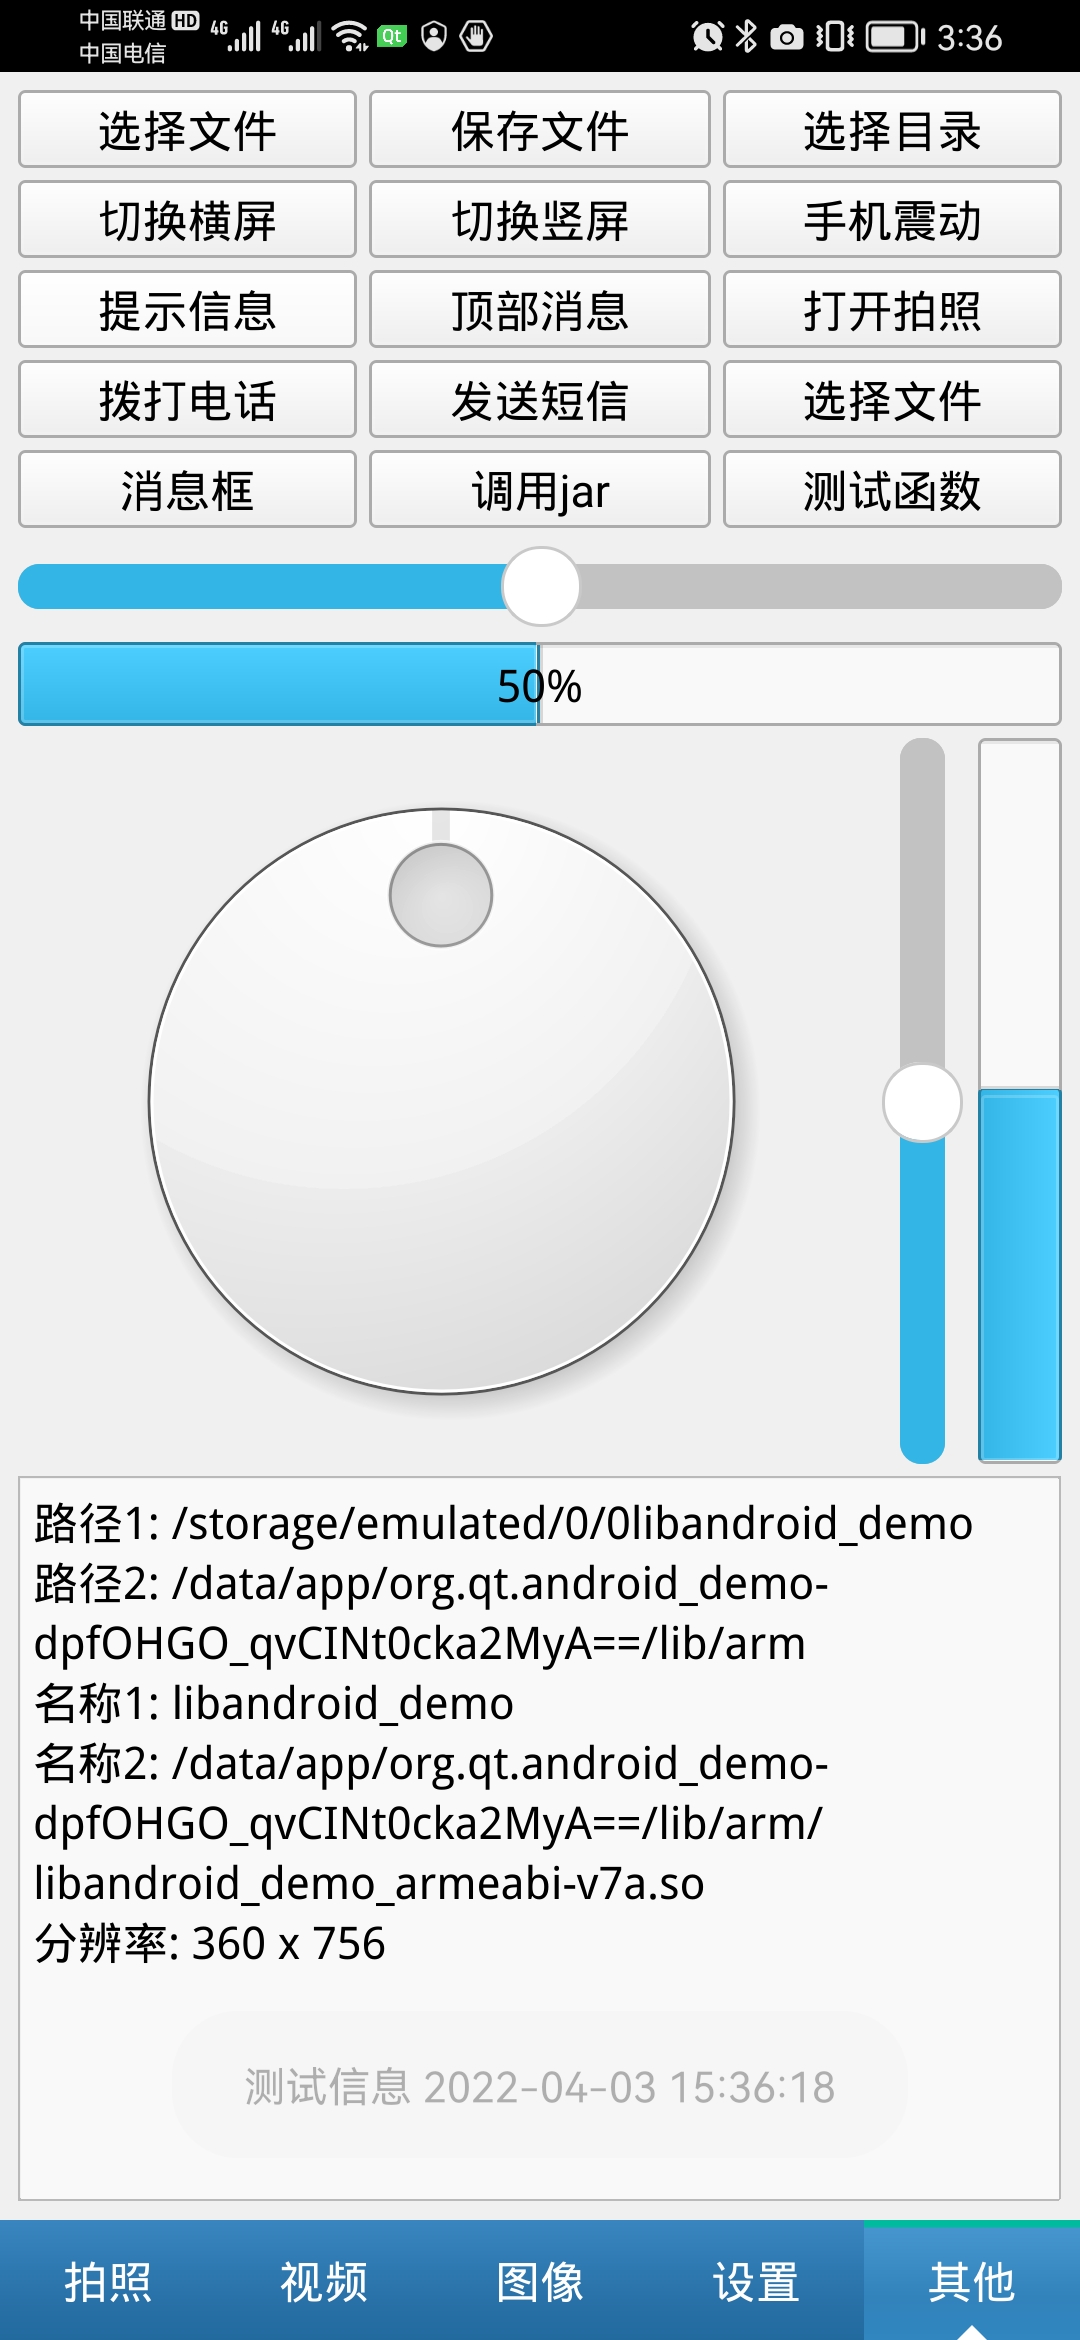 中国联通 HD 4G 4G Qt 3:36
中国电信
选择文件 保存文件 选择目录
切换横屏 切换竖屏 手机震动
提示信息 顶部消息 打开拍照
拨打电话 发送短信 选择文件
消息框 调用jar 测试函数
50%
路径1: /storage/emulated/0/0libandroid_demo
路径2: /data/app/org.qt.android_demo-
dpfOHGO_qvCINt0cka2MyA==/lib/arm
名称1: libandroid_demo
名称2: /data/app/org.qt.android_demo-
dpfOHGO_qvCINt0cka2MyA==/lib/arm/
libandroid_demo_armeabi-v7a.so
分辨率: 360 x 756
测试信息 2022-04-03 15:36:18
拍照 视频 图像 设置 其他